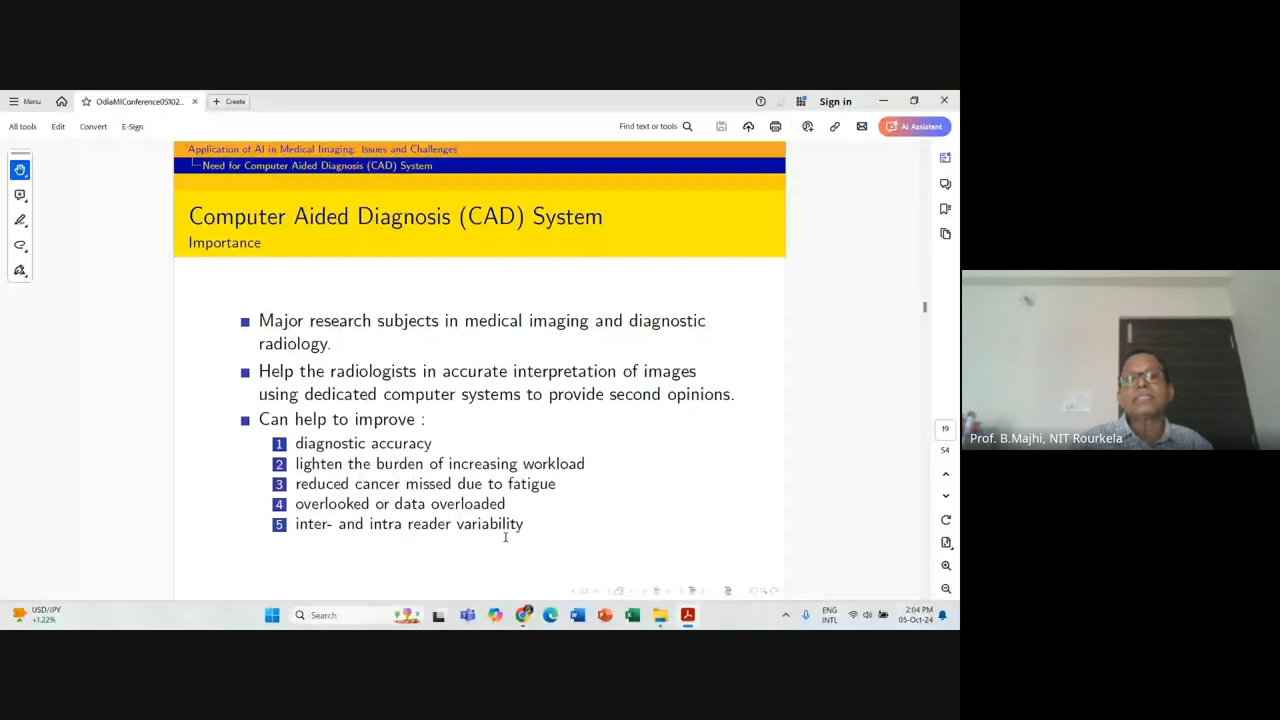 Menu
OdiaMIConference05102...
Create
Sign in
All tools Edit Convert E-Sign
Find text or tools
AI Assistant
Application of AI in Medical Imaging: Issues and Challenges
Need for Computer Aided Diagnosis (CAD) System
Computer Aided Diagnosis (CAD) System
Importance
Major research subjects in medical imaging and diagnostic
radiology.
Help the radiologists in accurate interpretation of images
using dedicated computer systems to provide second opinions.
Can help to improve :
1 diagnostic accuracy
2 lighten the burden of increasing workload
3 reduced cancer missed due to fatigue
4 overlooked or data overloaded
5 inter- and intra reader variability
19
54
Prof. B.Majhi, NIT Rourkela
USD/JPY
+1.22%
Search
ENG
INTL
2:04 PM
05-Oct-24